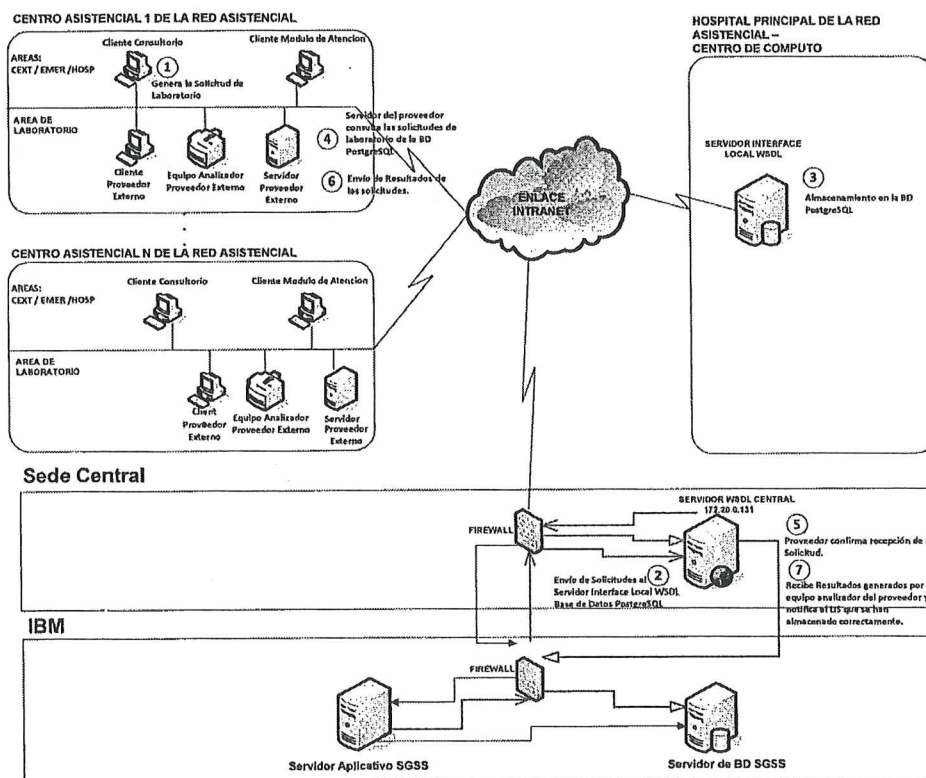 CENTRO ASISTENCIAL 1 DE LA RED ASISTENCIAL
AREAS:
CEXT / EMER /HOSP
Cliente Consultorio
1
Genera la Solicitud de
Laboratorio
Cliente Modulo de Atencion
AREA DE
LABORATORIO
Cliente
Proveedor
Externo
Equipo Analizador
Proveedor Externo
Servidor
Proveedor
Externo
4
Servidor del proveedor
consulta las solicitudes de
laboratorio de la BD
PostgreSQL
6
Envío de Resultados de
las solicitudes.
CENTRO ASISTENCIAL N DE LA RED ASISTENCIAL
AREAS:
CEXT / EMER /HOSP
Cliente Consultorio
Cliente Modulo de Atencion
AREA DE
LABORATORIO
Client
Proveedor
Externo
Equipo Analizador
Proveedor Externo
Servidor
Proveedor
Externo
ENLACE
INTRANET
HOSPITAL PRINCIPAL DE LA RED
ASISTENCIAL –
CENTRO DE COMPUTO
SERVIDOR INTERFACE
LOCAL WSDL
3
Almacenamiento en la BD
PostgreSQL
Sede Central
FIREWALL
SERVIDOR WSDL CENTRAL
172.20.0.131
2
Envío de Solicitudes al
Servidor Interface Local WSDL
Base de Datos PostgreSQL
5
Proveedor confirma recepción de
Solicitud.
7
Recibe Resultados generados por
equipo analizador del proveedor y
notifica al LIS que se han
almacenado correctamente.
IBM
FIREWALL
Servidor Aplicativo SGSS
Servidor de BD SGSS